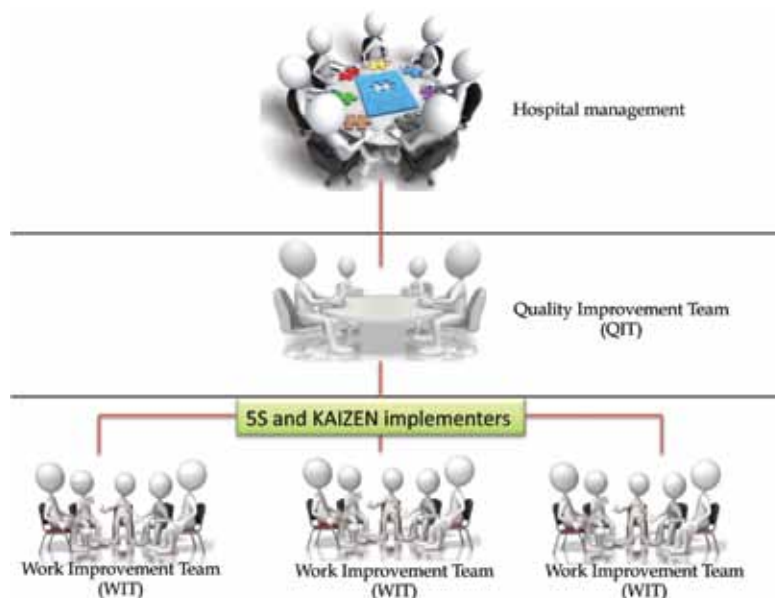 Hospital management
Quality Improvement Team
(QIT)
5S and KAIZEN implementers
Work Improvement Team
(WIT)
Work Improvement Team
(WIT)
Work Improvement Team
(WIT)